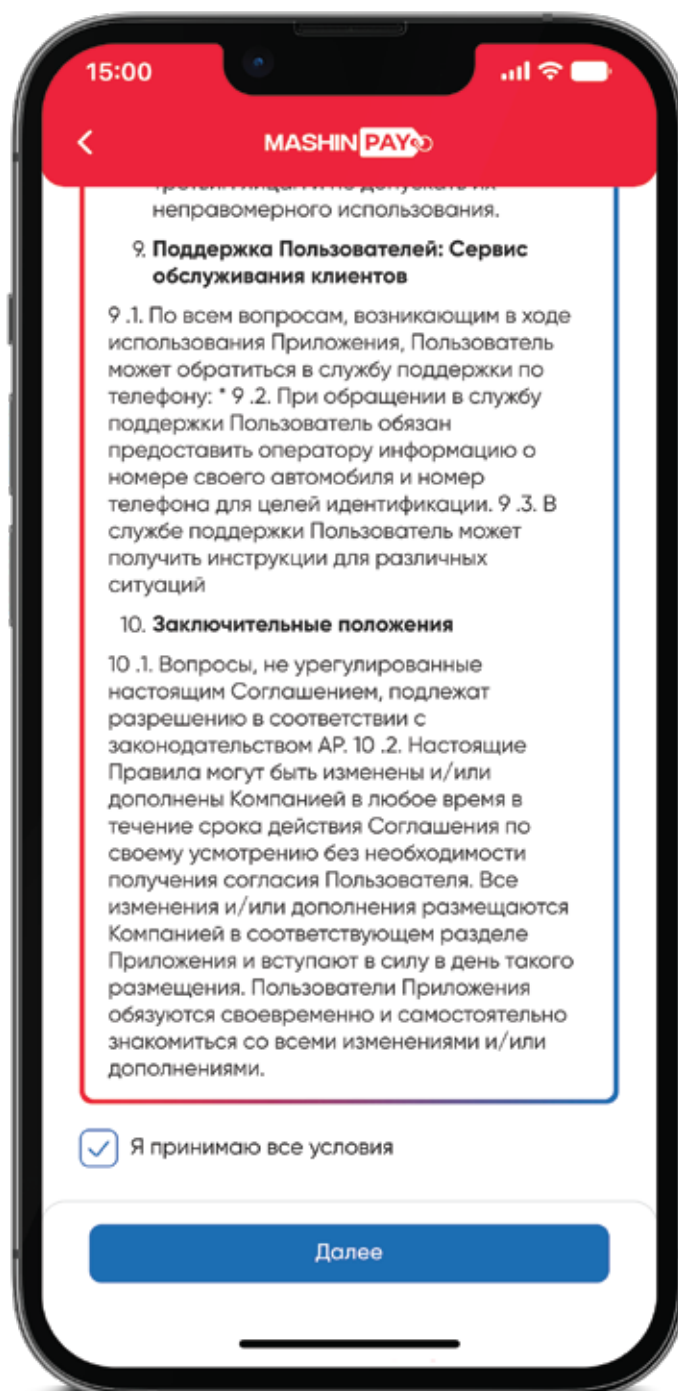 15:00
MASHIN PAY
неправомерного использования.
9. Поддержка Пользователей: Сервис
обслуживания клиентов
9 .1. По всем вопросам, возникающим в ходе
использования Приложения, Пользователь
может обратиться в службу поддержки по
телефону: * 9 .2. При обращении в службу
поддержки Пользователь обязан
предоставить оператору информацию о
номере своего автомобиля и номер
телефона для целей идентификации. 9 .3. В
службе поддержки Пользователь может
получить инструкции для различных
ситуаций
10. Заключительные положения
10 .1. Вопросы, не урегулированные
настоящим Соглашением, подлежат
разрешению в соответствии с
законодательством АР. 10 .2. Настоящие
Правила могут быть изменены и/или
дополнены Компанией в любое время в
течение срока действия Соглашения по
своему усмотрению без необходимости
получения согласия Пользователя. Все
изменения и/или дополнения размещаются
Компанией в соответствующем разделе
Приложения и вступают в силу в день такого
размещения. Пользователи Приложения
обязуются своевременно и самостоятельно
знакомиться со всеми изменениями и/или
дополнениями.
Я принимаю все условия
Далее